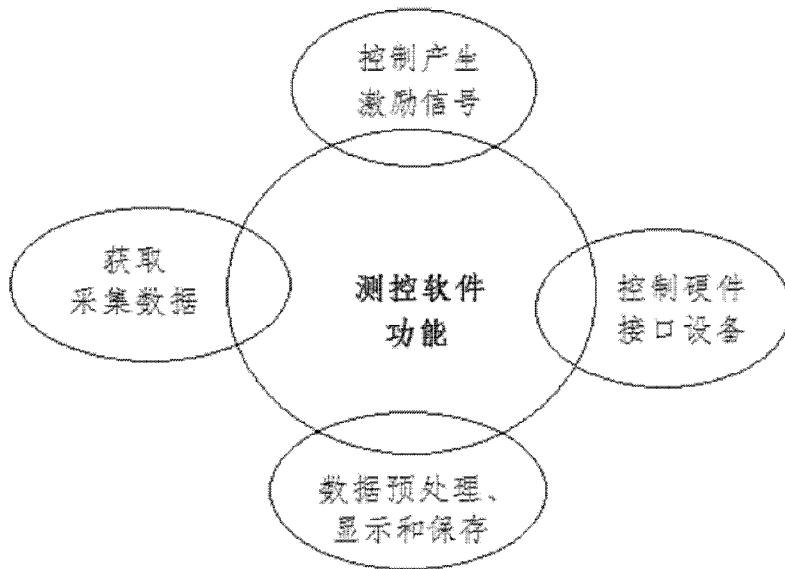 控制产生
激励信号
获取
采集数据
测控软件
功能
控制硬件
接口设备
数据预处理、
显示和保存